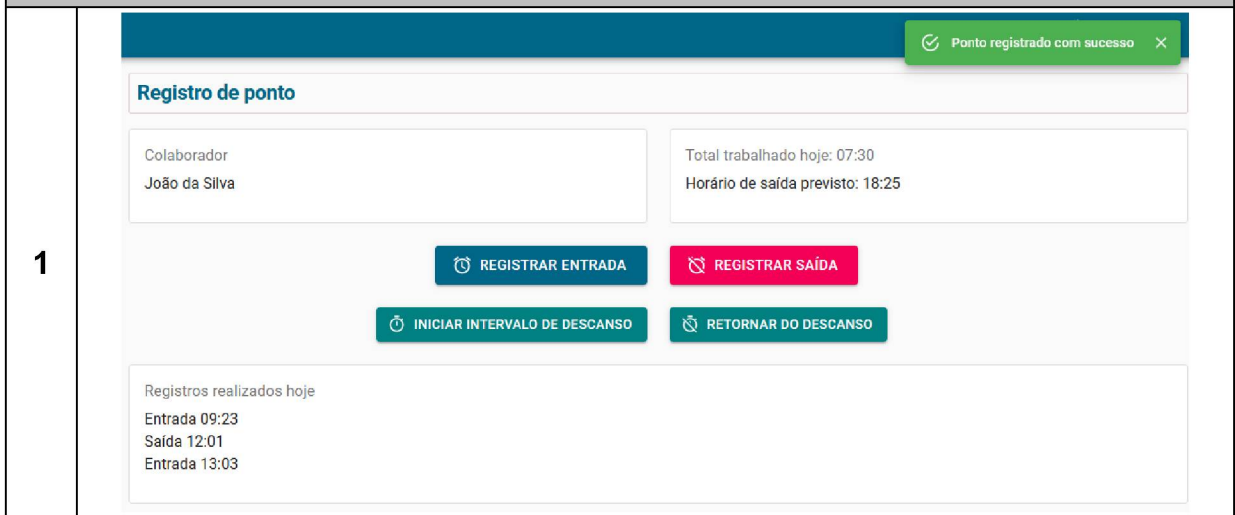 Ponto registrado com sucesso
Registro de ponto
Colaborador
João da Silva
Total trabalhado hoje: 07:30
Horário de saída previsto: 18:25
1
REGISTRAR ENTRADA
REGISTRAR SAÍDA
INICIAR INTERVALO DE DESCANSO
RETORNAR DO DESCANSO
Registros realizados hoje
Entrada 09:23
Saída 12:01
Entrada 13:03